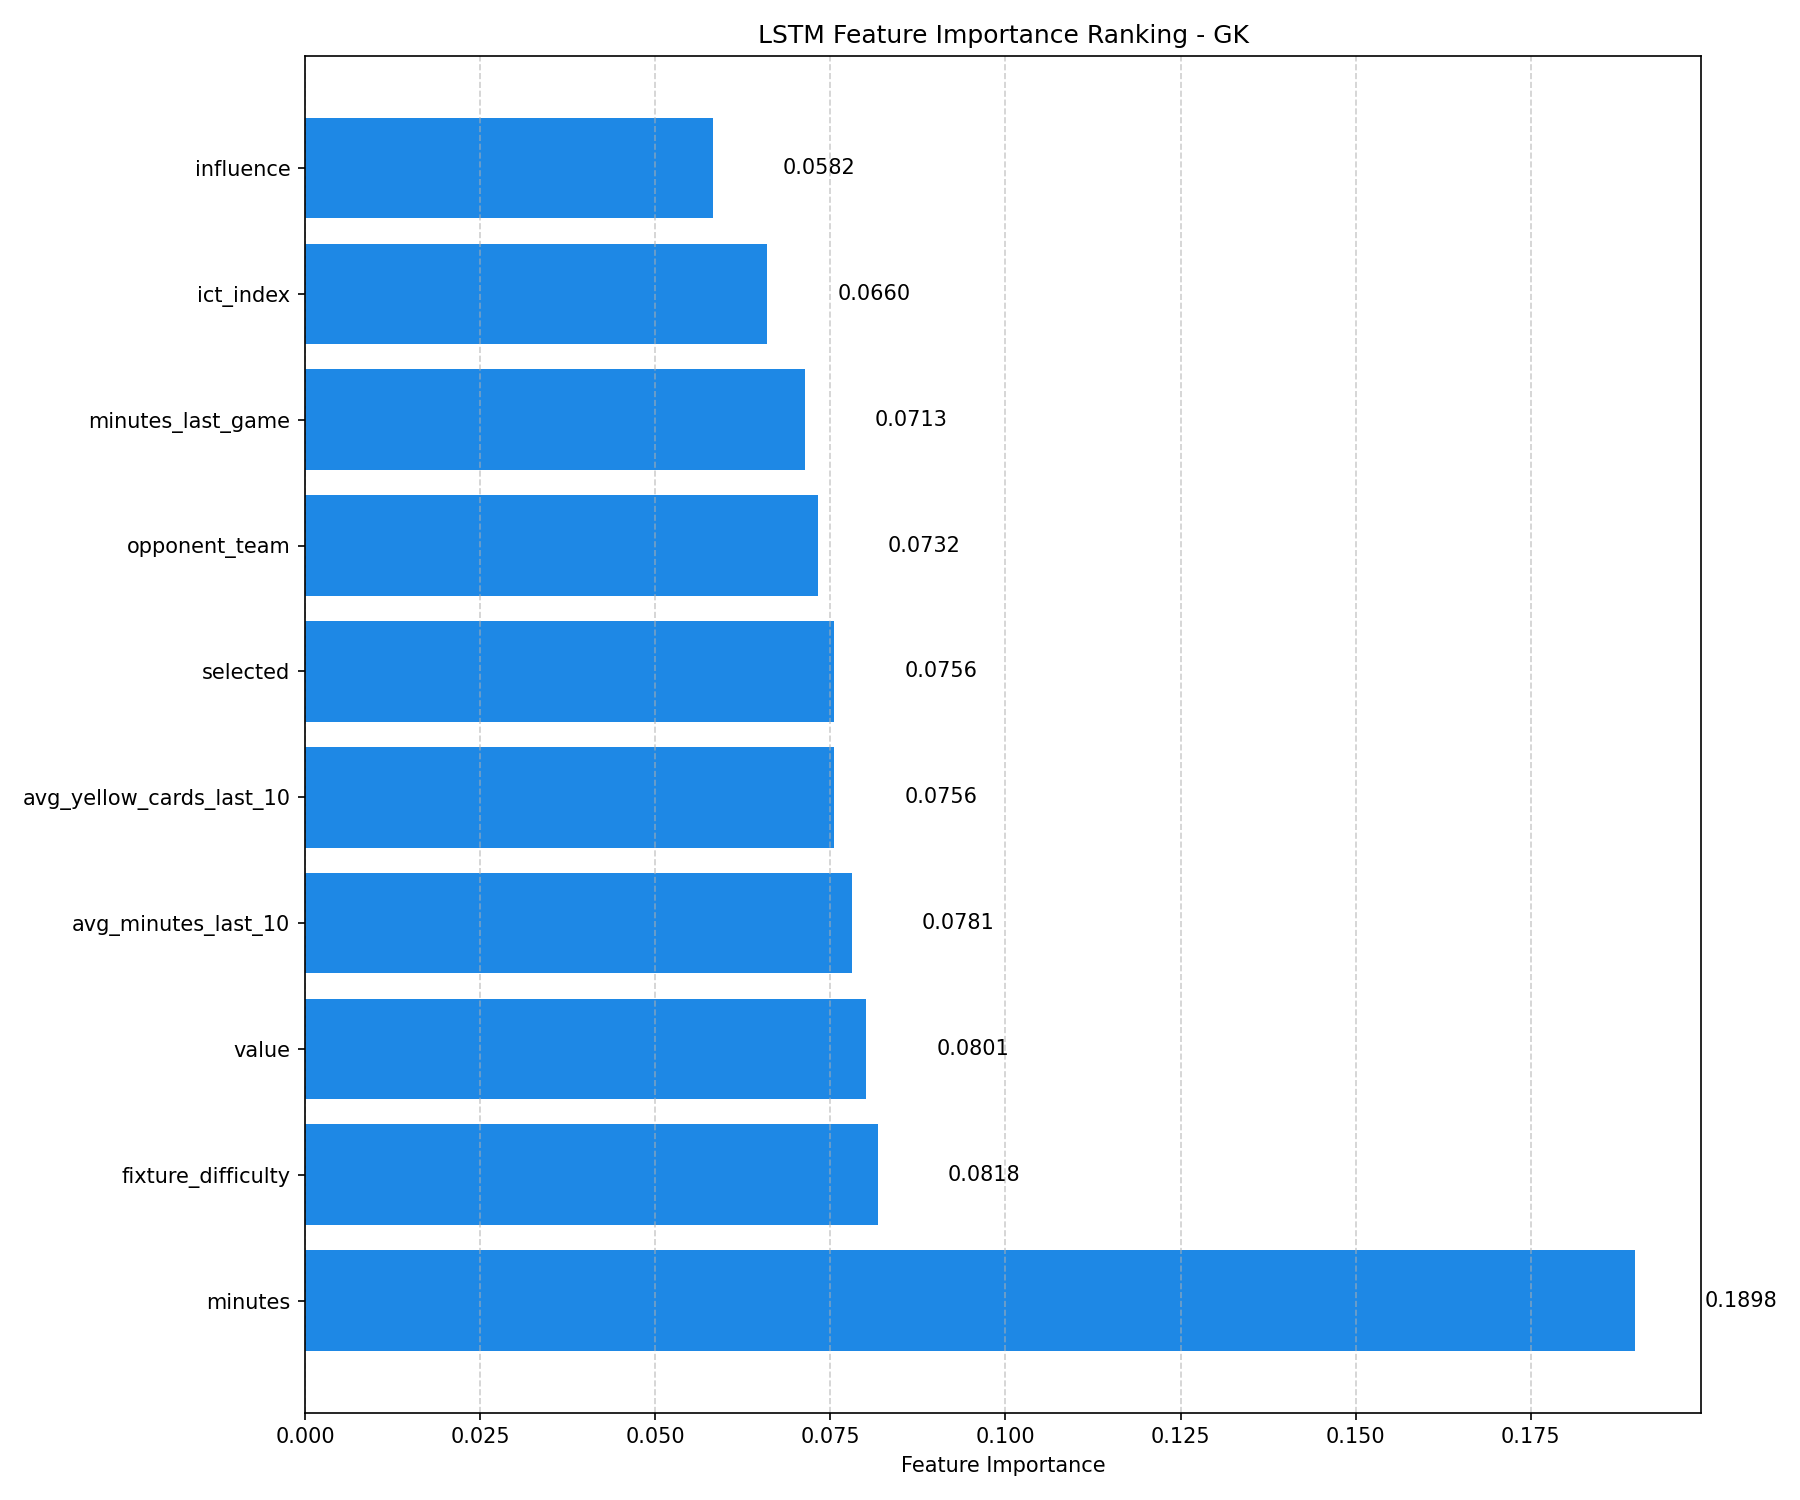 LSTM Feature Importance Ranking - GK
influence 0.0582
ict_index 0.0660
minutes_last_game 0.0713
opponent_team 0.0732
selected 0.0756
avg_yellow_cards_last_10 0.0756
avg_minutes_last_10 0.0781
value 0.0801
fixture_difficulty 0.0818
minutes 0.1898
0.000 0.025 0.050 0.075 0.100 0.125 0.150 0.175
Feature Importance